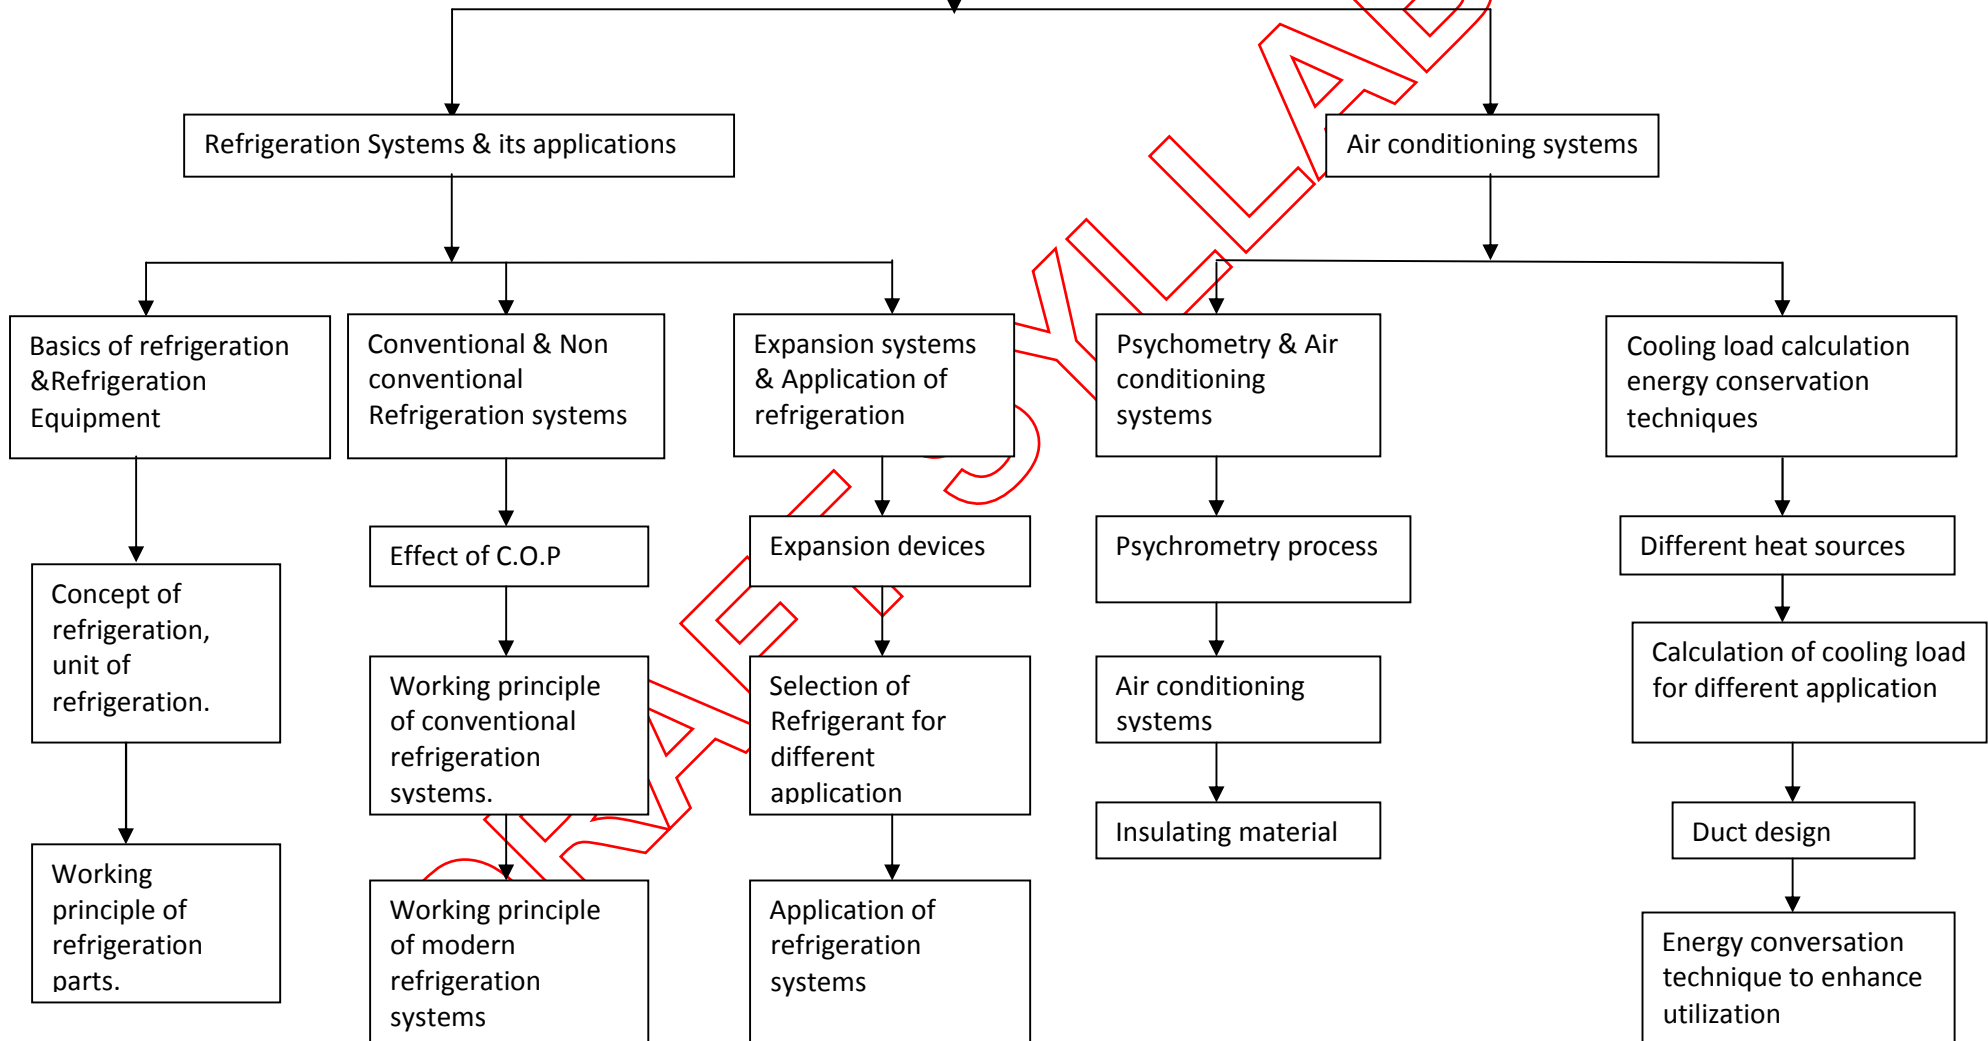 Refrigeration Systems & its applications
Air conditioning systems
Basics of refrigeration
&Refrigeration
Equipment
Conventional & Non
conventional
Refrigeration systems
Expansion systems
& Application of
refrigeration
Psychometry & Air
conditioning
systems
Cooling load calculation
energy conservation
techniques
Concept of
refrigeration,
unit of
refrigeration.
Effect of C.O.P
Expansion devices
Psychrometry process
Different heat sources
Working principle
of conventional
refrigeration
systems.
Selection of
Refrigerant for
different
application
Air conditioning
systems
Calculation of cooling load
for different application
Insulating material
Duct design
Working
principle of
refrigeration
parts.
Working principle
of modern
refrigeration
systems
Application of
refrigeration
systems
Energy conversation
technique to enhance
utilization